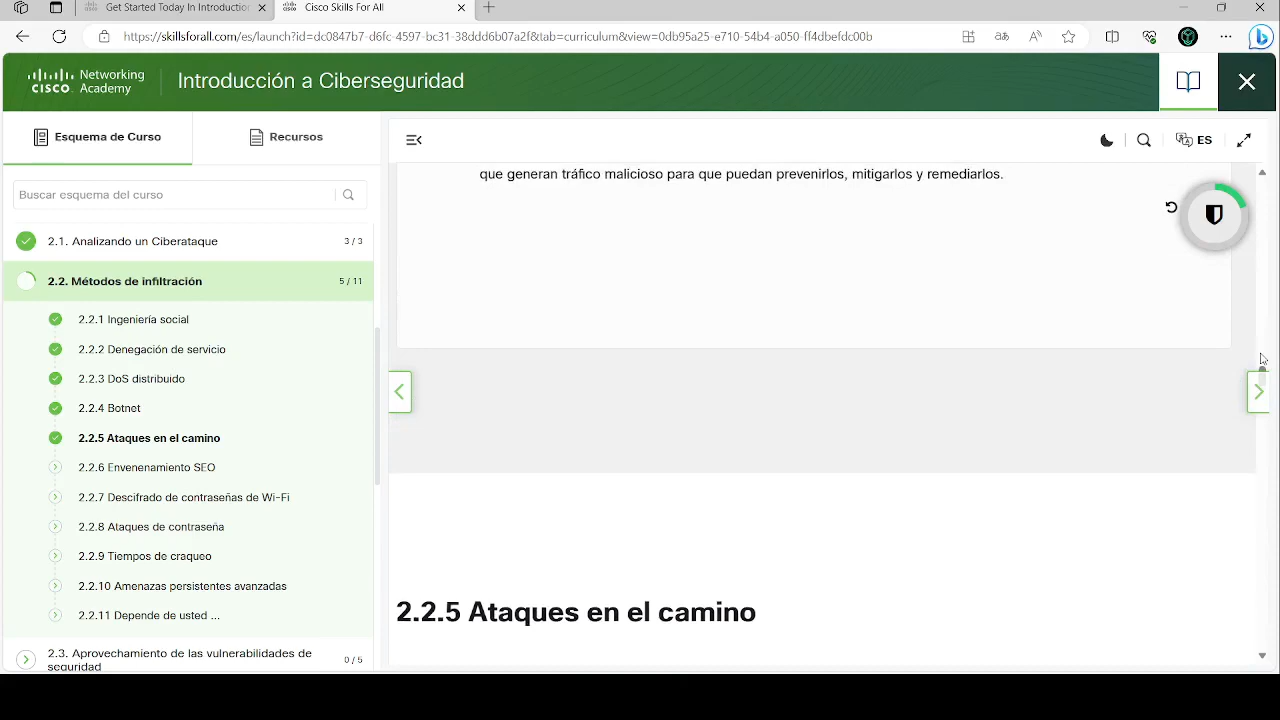 Get Started Today In Introduction
Cisco Skills For All
https://skillsforall.com/es/launch?id=dc0847b7-d6fc-4597-bc31-38ddd6b07a2f&tab=curriculum&view=0db95a25-e710-54b4-a050-ff4dbefdc00b
Networking
CISCO Academy
Introducción a Ciberseguridad
Esquema de Curso
Recursos
ES
Buscar esquema del curso
2.1. Analizando un Ciberataque 3 / 3
2.2. Métodos de infiltración 5 / 11
2.2.1 Ingeniería social
2.2.2 Denegación de servicio
2.2.3 DoS distribuido
2.2.4 Botnet
2.2.5 Ataques en el camino
2.2.6 Envenenamiento SEO
2.2.7 Descifrado de contraseñas de Wi-Fi
2.2.8 Ataques de contraseña
2.2.9 Tiempos de craqueo
2.2.10 Amenazas persistentes avanzadas
2.2.11 Depende de usted ...
2.3. Aprovechamiento de las vulnerabilidades de
seguridad 0 / 5
que generan tráfico malicioso para que puedan prevenirlos, mitigarlos y remediarlos.
2.2.5 Ataques en el camino